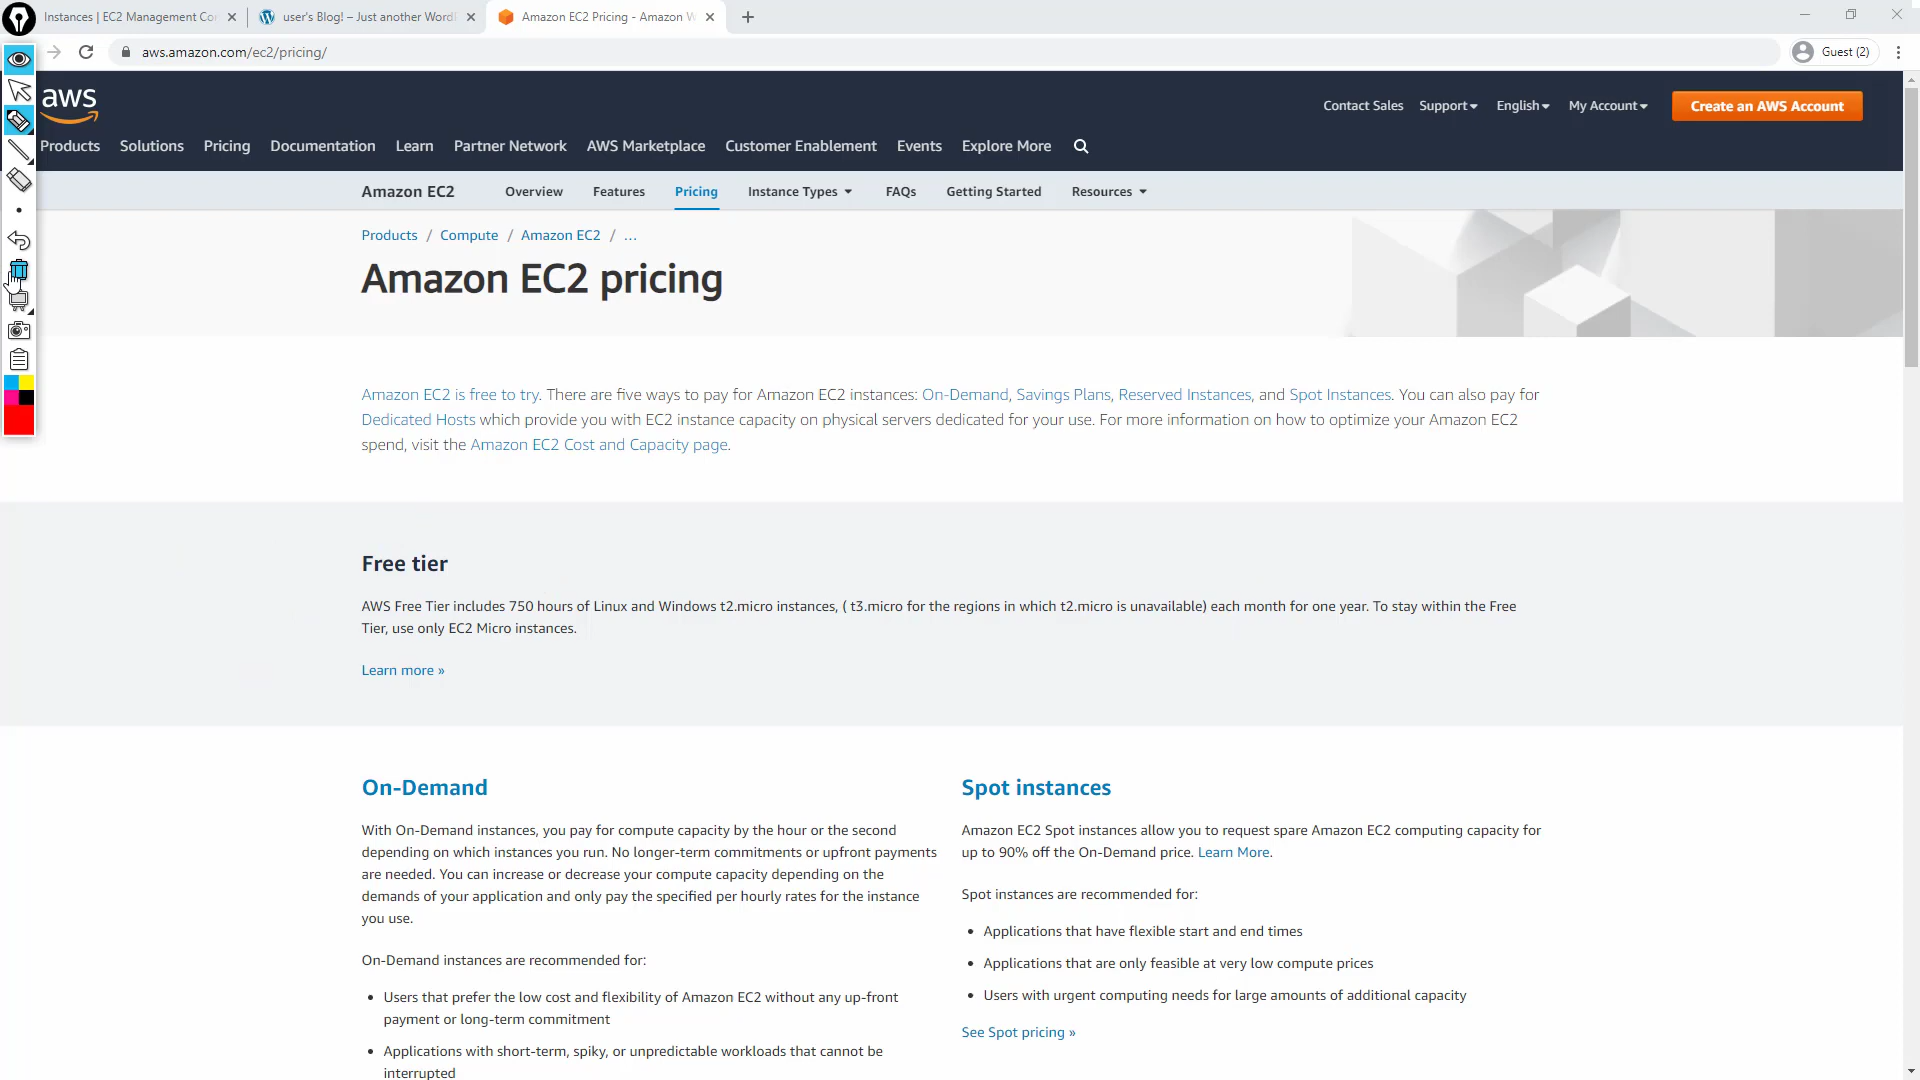 Instances | EC2 Management Co
user's Blog! – Just another Word
Amazon EC2 Pricing - Amazon W
aws.amazon.com/ec2/pricing/
Guest (2)
aws
Contact Sales
Support
English
My Account
Create an AWS Account
Products
Solutions
Pricing
Documentation
Learn
Partner Network
AWS Marketplace
Customer Enablement
Events
Explore More
Amazon EC2
Overview
Features
Pricing
Instance Types
FAQs
Getting Started
Resources
Products / Compute / Amazon EC2 / ...
Amazon EC2 pricing
Amazon EC2 is free to try. There are five ways to pay for Amazon EC2 instances: On-Demand, Savings Plans, Reserved Instances, and Spot Instances. You can also pay for
Dedicated Hosts which provide you with EC2 instance capacity on physical servers dedicated for your use. For more information on how to optimize your Amazon EC2
spend, visit the Amazon EC2 Cost and Capacity page.
Free tier
AWS Free Tier includes 750 hours of Linux and Windows t2.micro instances, ( t3.micro for the regions in which t2.micro is unavailable) each month for one year. To stay within the Free
Tier, use only EC2 Micro instances.
Learn more »
On-Demand
With On-Demand instances, you pay for compute capacity by the hour or the second
depending on which instances you run. No longer-term commitments or upfront payments
are needed. You can increase or decrease your compute capacity depending on the
demands of your application and only pay the specified per hourly rates for the instance
you use.
On-Demand instances are recommended for:
• Users that prefer the low cost and flexibility of Amazon EC2 without any up-front
payment or long-term commitment
• Applications with short-term, spiky, or unpredictable workloads that cannot be
interrupted
Spot instances
Amazon EC2 Spot instances allow you to request spare Amazon EC2 computing capacity for
up to 90% off the On-Demand price. Learn More.
Spot instances are recommended for:
• Applications that have flexible start and end times
• Applications that are only feasible at very low compute prices
• Users with urgent computing needs for large amounts of additional capacity
See Spot pricing »